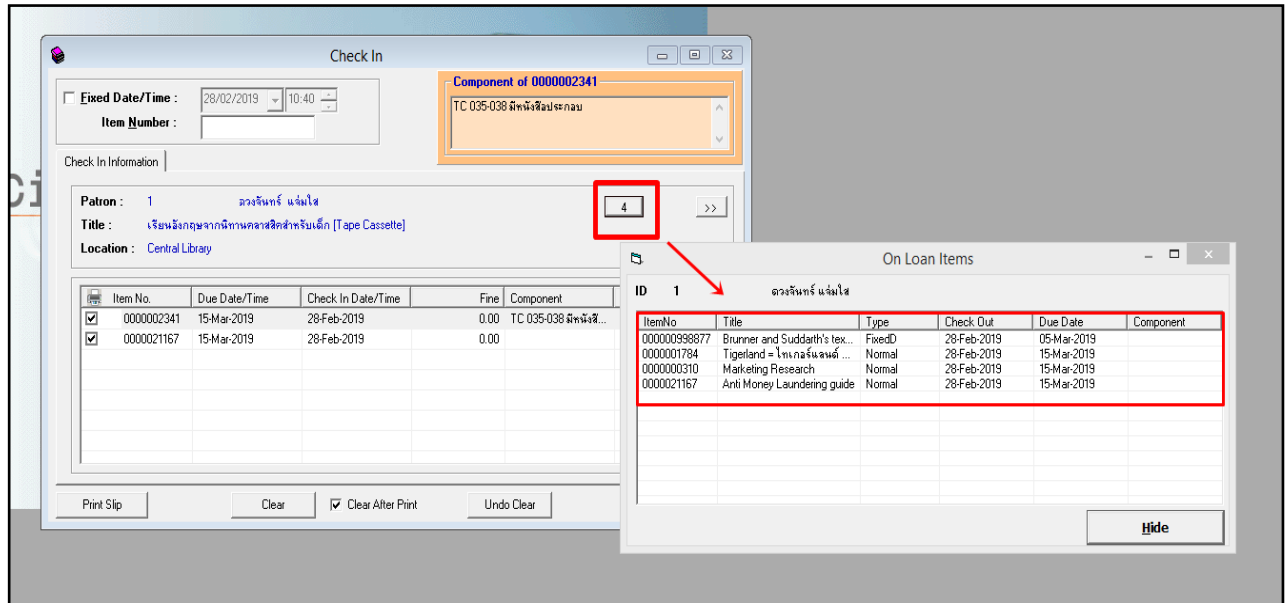 Check In
Fixed Date/Time : 28/02/2019 10:40
Item Number :
Component of 0000002341
TC 035-038 มีหนังสือประกอบ
Check In Information
Patron : 1 ดวงจันทร์ แจ่มใส
4 >>
Title : เรียนอังกฤษจากนิทานคลาสสิคสำหรับเด็ก [Tape Cassette]
Location : Central Library
Item No. Due Date/Time Check In Date/Time Fine Component
0000002341 15-Mar-2019 28-Feb-2019 0.00 TC 035-038 มีหนังสื...
0000021167 15-Mar-2019 28-Feb-2019 0.00
Print Slip Clear Clear After Print Undo Clear
On Loan Items
ID 1 ดวงจันทร์ แจ่มใส
ItemNo Title Type Check Out Due Date Component
000000998877 Brunner and Suddarth's tex... FixedD 28-Feb-2019 05-Mar-2019
0000001784 Tigerland = ไทเกอร์แลนด์ ... Normal 28-Feb-2019 15-Mar-2019
0000000310 Marketing Research Normal 28-Feb-2019 15-Mar-2019
0000021167 Anti Money Laundering guide Normal 28-Feb-2019 15-Mar-2019
Hide